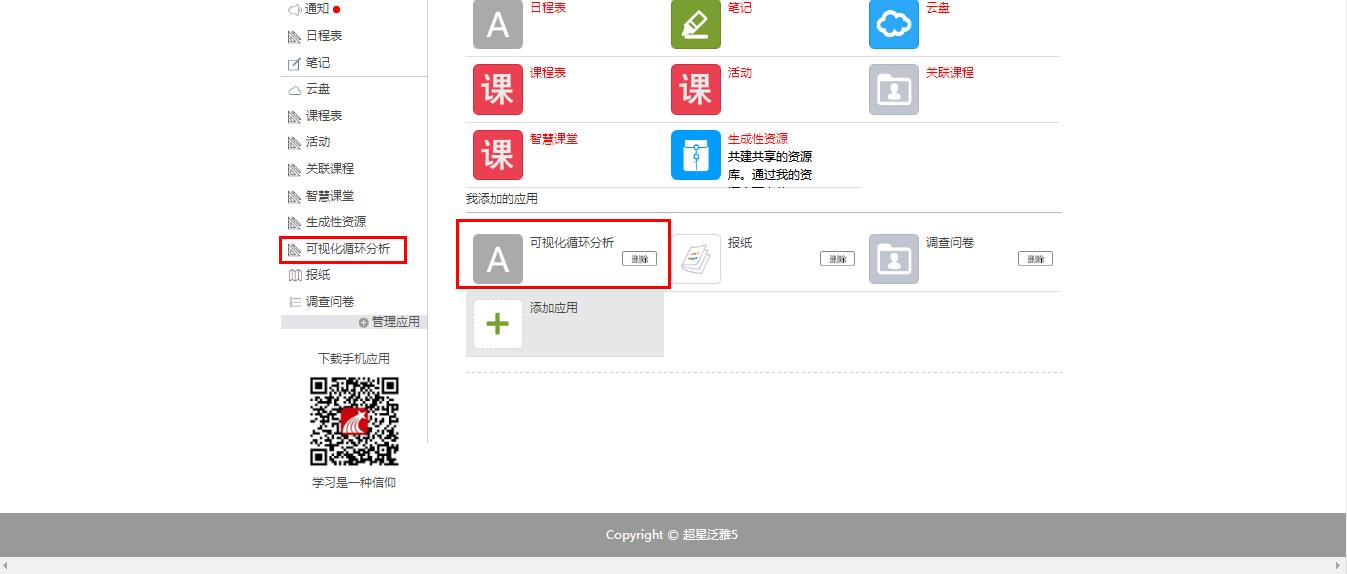 通知
日程表
笔记
云盘
课程表
活动
关联课程
智慧课堂
生成性资源
可视化循环分析
报纸
调查问卷
管理应用
下载手机应用
学习是一种信仰
A 日程表
笔记
云盘
课 课程表
课 活动
关联课程
课 智慧课堂
生成性资源
共建共享的资源
库。通过我的资
我添加的应用
A 可视化循环分析
删除
报纸
删除
调查问卷
删除
添加应用
Copyright © 超星泛雅5